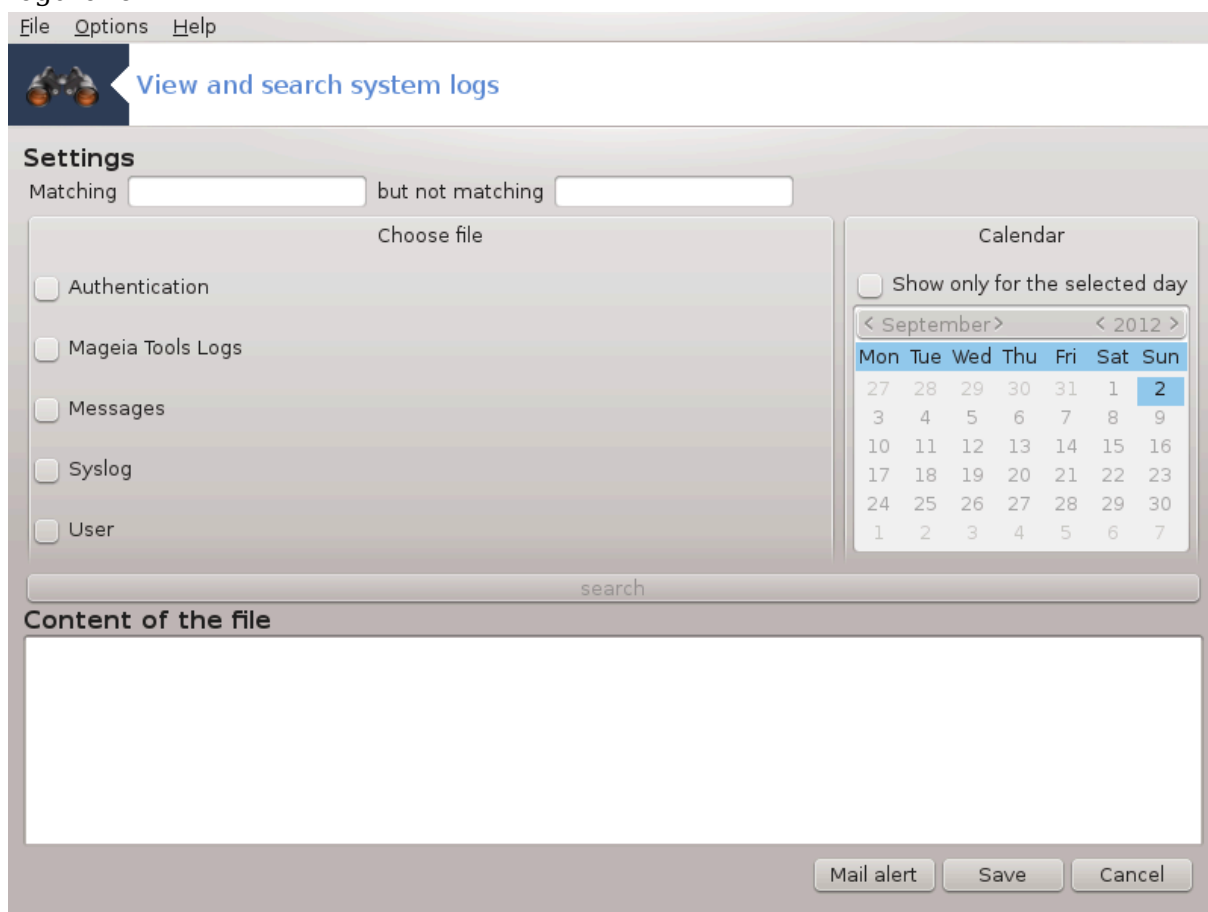 File Options Help
View and search system logs
Settings
Matching but not matching
Choose file
Authentication
Mageia Tools Logs
Messages
Syslog
User
Calendar
Show only for the selected day
< September > < 2012 >
Mon Tue Wed Thu Fri Sat Sun
27 28 29 30 31 1 2
3 4 5 6 7 8 9
10 11 12 13 14 15 16
17 18 19 20 21 22 23
24 25 26 27 28 29 30
1 2 3 4 5 6 7
search
Content of the file
Mail alert Save Cancel